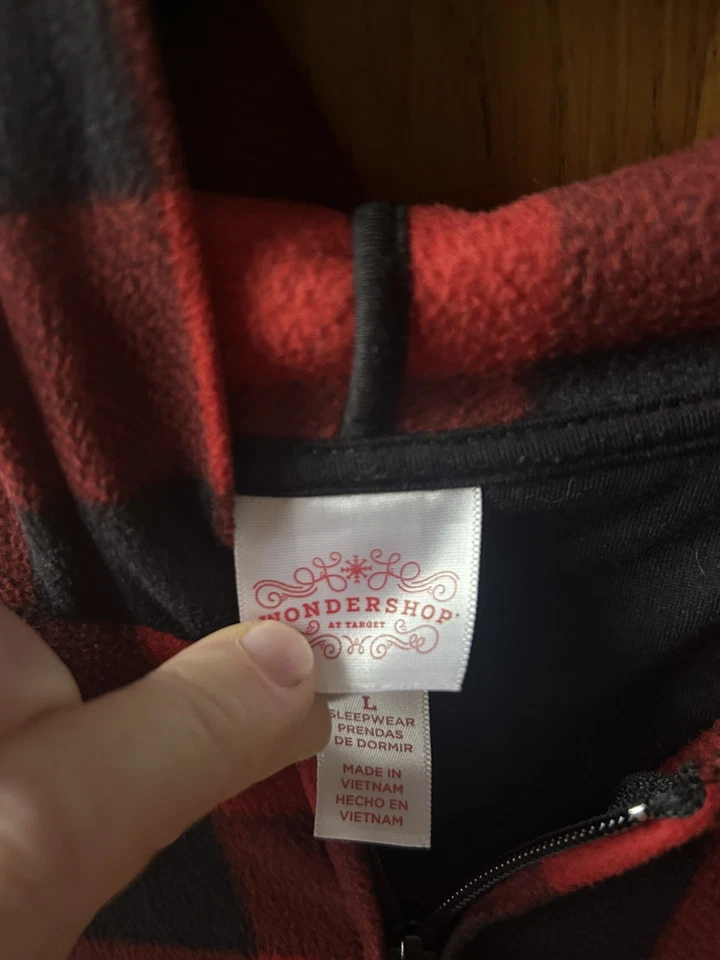 WONDERSHOP
AT TARGET
L
SLEEPWEAR
PRENDAS
DE DORMIR
MADE IN
VIETNAM
HECHO EN
VIETNAM